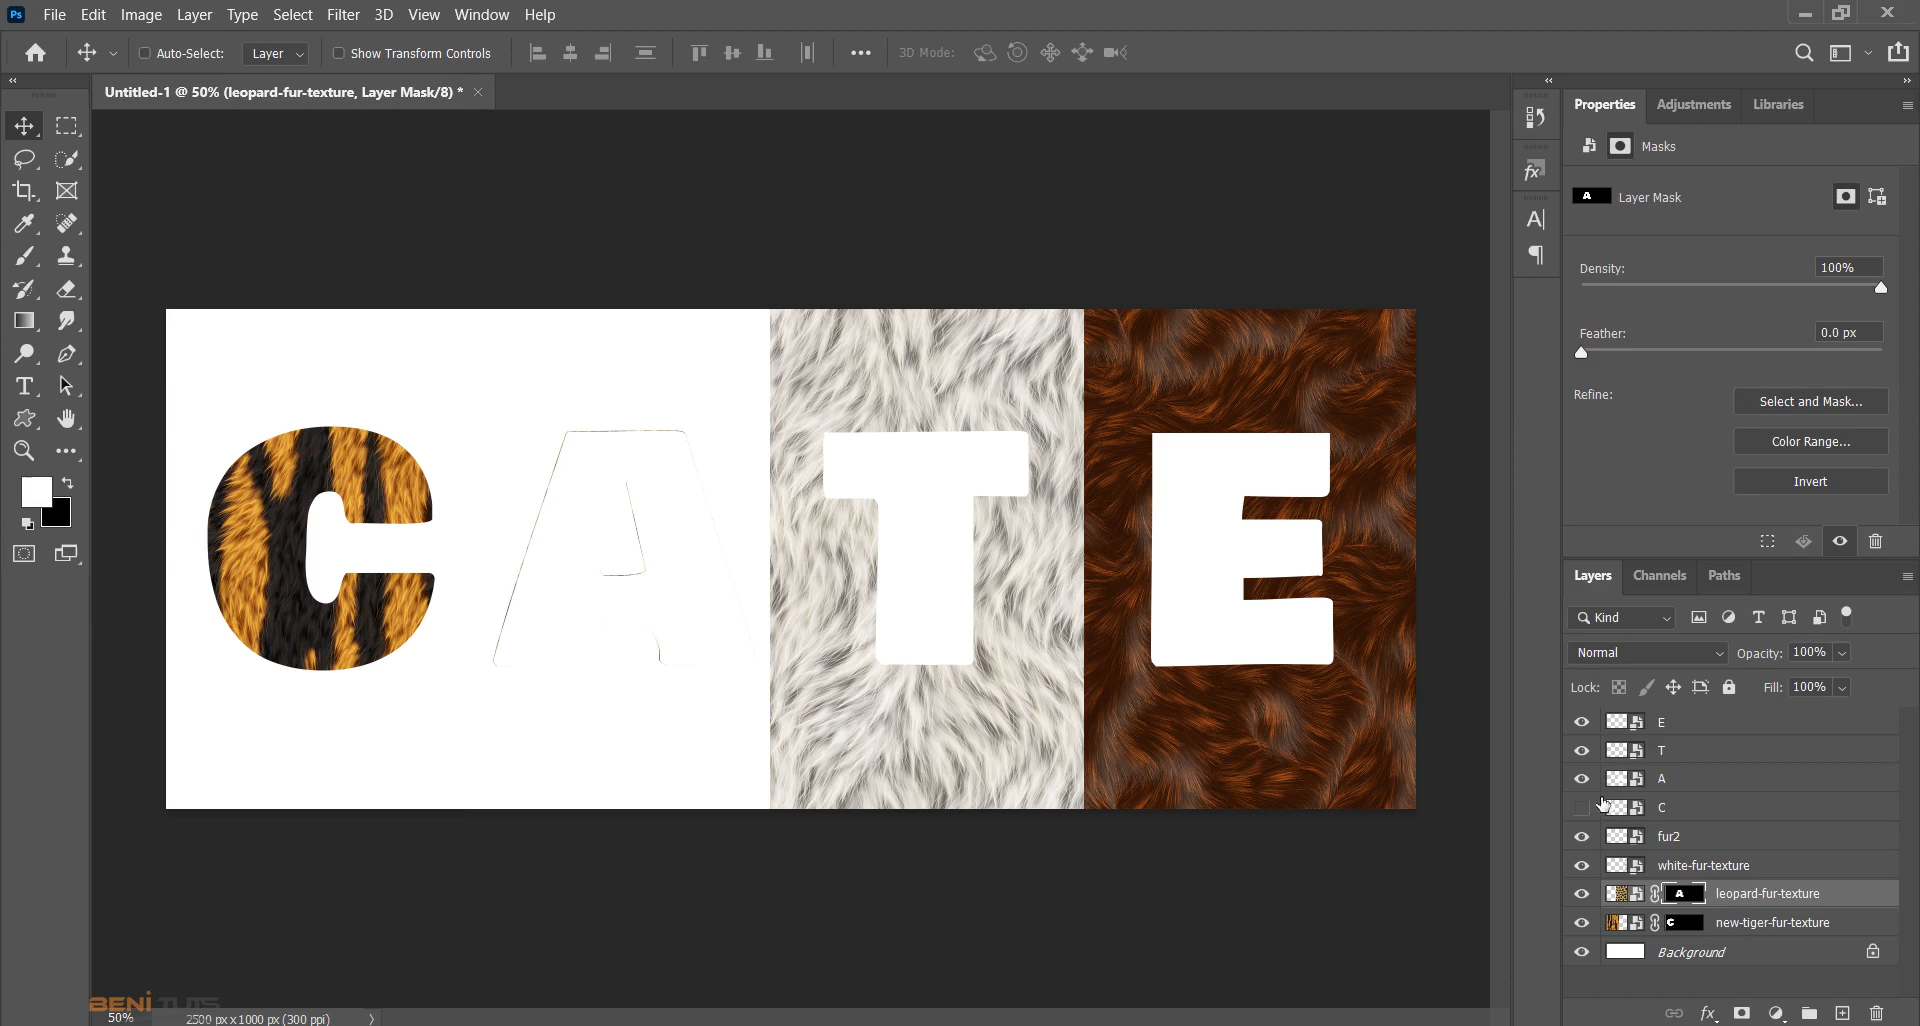 Ps File Edit Image Layer Type Select Filter 3D View Window Help
Auto-Select: Layer Show Transform Controls 3D Mode:
Untitled-1 @ 50% (leopard-fur-texture, Layer Mask/8) *
Properties Adjustments Libraries
Masks
Layer Mask
Density: 100%
Feather: 0.0 px
Refine:
Select and Mask...
Color Range...
Invert
CATE
Layers Channels Paths
Kind
Normal Opacity: 100%
Lock: Fill: 100%
E
T
A
C
fur2
white-fur-texture
leopard-fur-texture
new-tiger-fur-texture
Background
BENI TUTS
50% 2500 px x 1000 px (300 ppi)